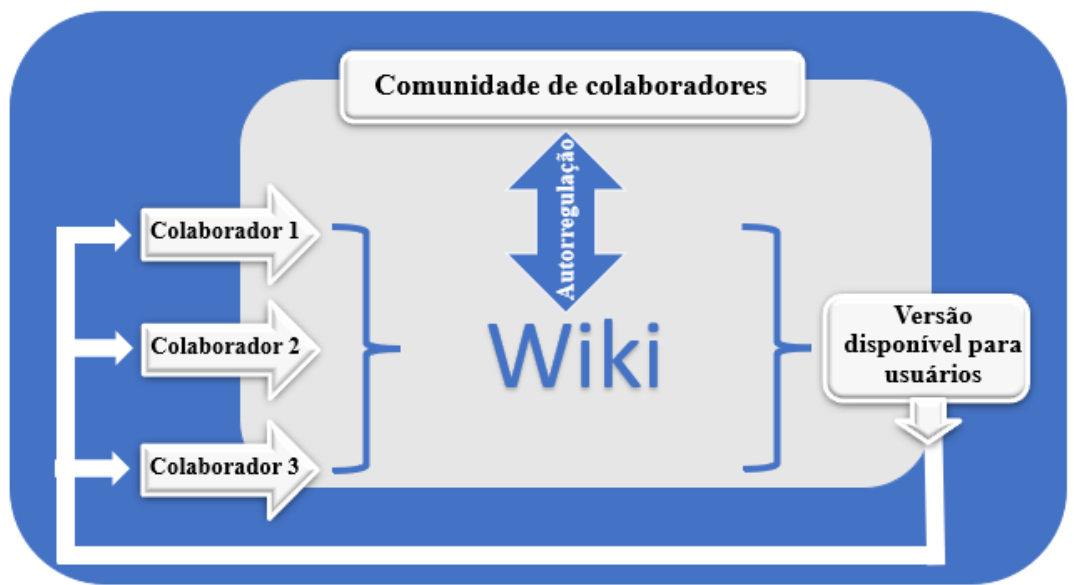 Comunidade de colaboradores
Autorregulação
Colaborador 1
Colaborador 2
Colaborador 3
Wiki
Versão
disponível para
usuários